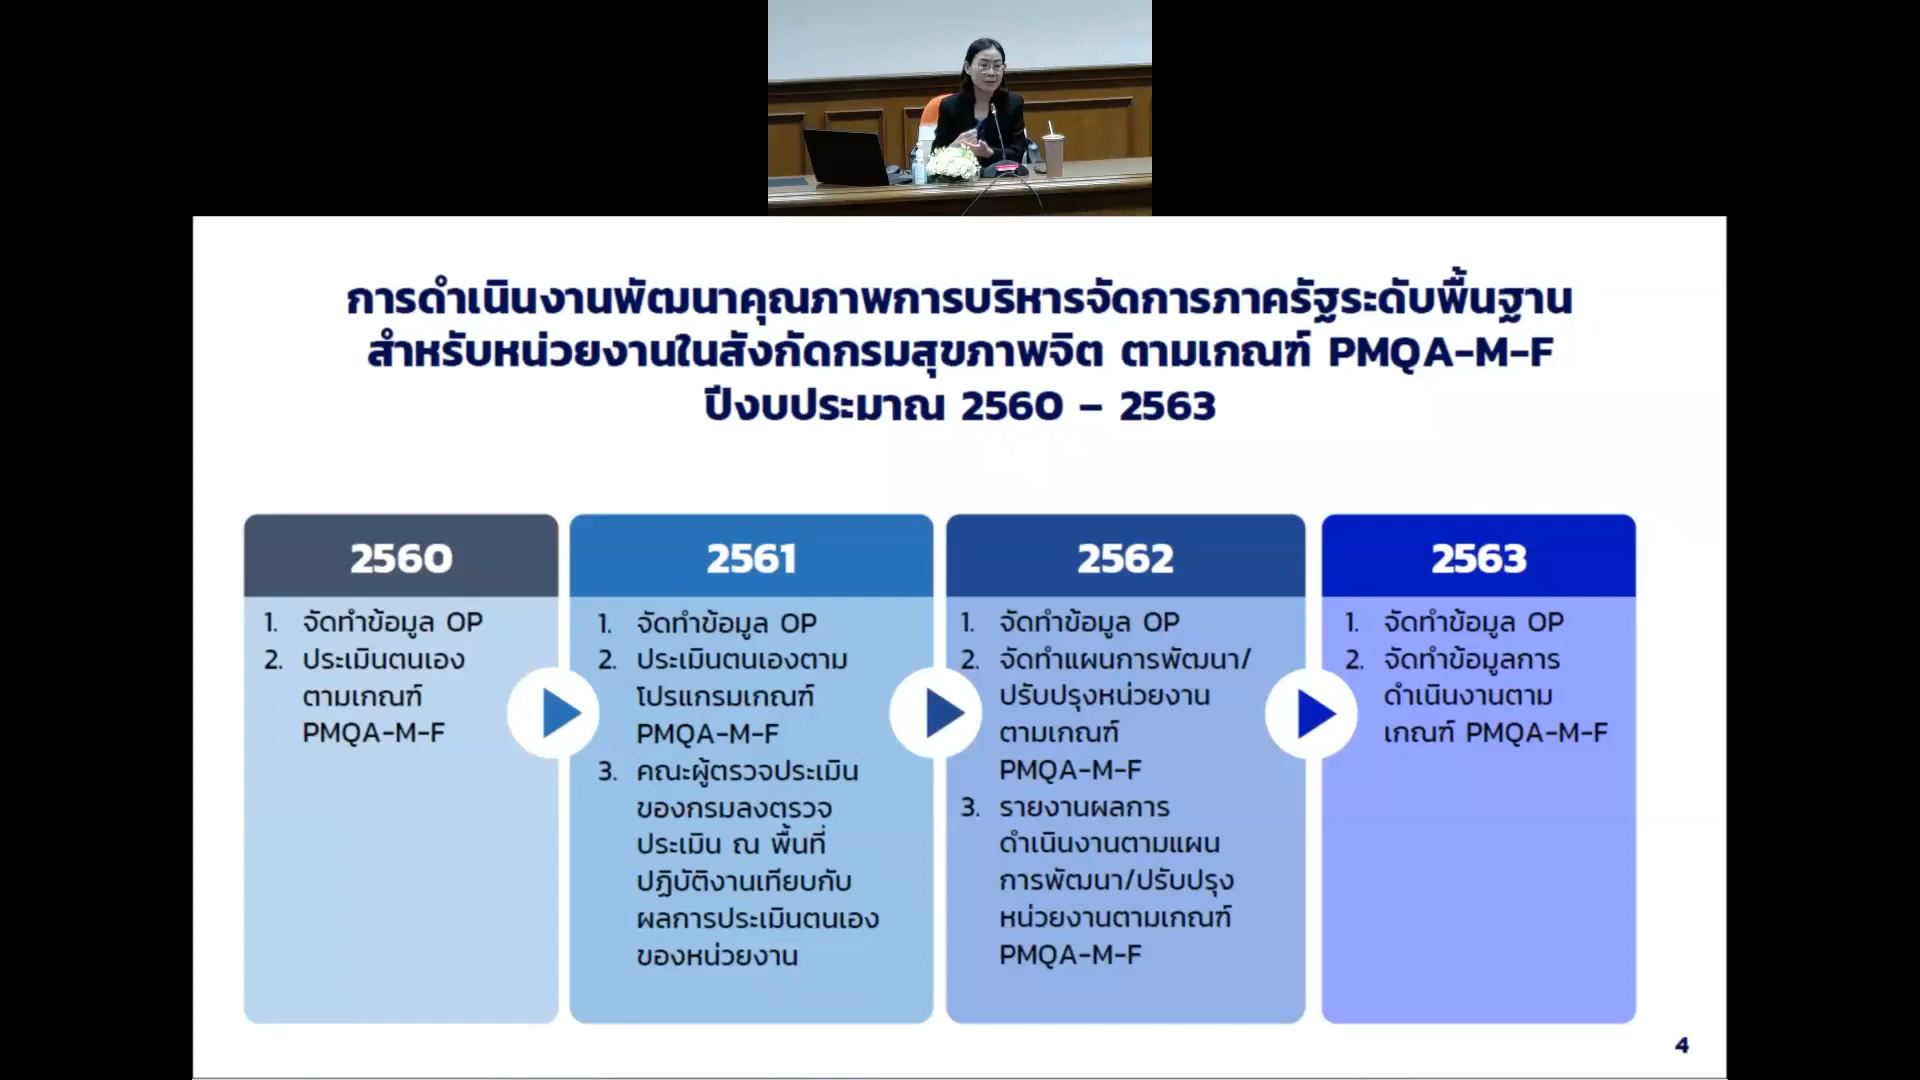 การดำเนินงานพัฒนาคุณภาพการบริหารจัดการภาครัฐระดับพื้นฐาน
สำหรับหน่วยงานในสังกัดกรมสุขภาพจิต ตามเกณฑ์ PMQA-M-F
ปีงบประมาณ 2560 – 2563
2560
1. จัดทำข้อมูล OP
2. ประเมินตนเอง
ตามเกณฑ์
PMQA-M-F
2561
1. จัดทำข้อมูล OP
2. ประเมินตนเองตาม
โปรแกรมเกณฑ์
PMQA-M-F
3. คณะผู้ตรวจประเมิน
ของกรมลงตรวจ
ประเมิน ณ พื้นที่
ปฏิบัติงานเทียบกับ
ผลการประเมินตนเอง
ของหน่วยงาน
2562
1. จัดทำข้อมูล OP
2. จัดทำแผนการพัฒนา/
ปรับปรุงหน่วยงาน
ตามเกณฑ์
PMQA-M-F
3. รายงานผลการ
ดำเนินงานตามแผน
การพัฒนา/ปรับปรุง
หน่วยงานตามเกณฑ์
PMQA-M-F
2563
1. จัดทำข้อมูล OP
2. จัดทำข้อมูลการ
ดำเนินงานตาม
เกณฑ์ PMQA-M-F
4